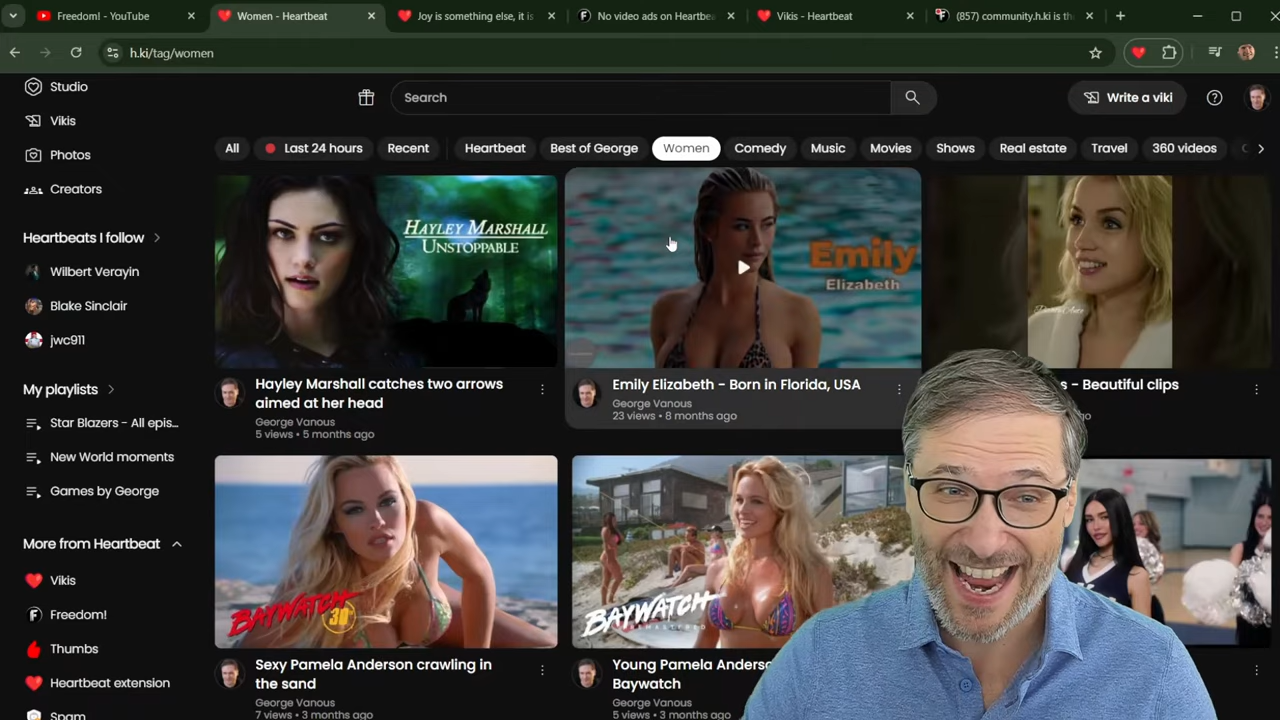 Freedom! - YouTube
Women - Heartbeat
Joy is something else, it is
No video ads on Heartbea
Vikis - Heartbeat
(857) community.h.ki is th
h.ki/tag/women
Studio
Search
Write a viki
Vikis
All
Last 24 hours
Recent
Heartbeat
Best of George
Women
Comedy
Music
Movies
Shows
Real estate
Travel
360 videos
Photos
Creators
Heartbeats I follow
Wilbert Verayin
Blake Sinclair
jwc911
My playlists
Star Blazers - All epis...
New World moments
Games by George
More from Heartbeat
Vikis
Freedom!
Thumbs
Heartbeat extension
Spam
HAYLEY MARSHALL
UNSTOPPABLE
Hayley Marshall catches two arrows
aimed at her head
George Vanous
5 views • 5 months ago
Emily
Elizabeth
Emily Elizabeth - Born in Florida, USA
George Vanous
23 views • 8 months ago
s - Beautiful clips
ago
BAYWATCH
30
Sexy Pamela Anderson crawling in
the sand
George Vanous
7 views • 3 months ago
BAYWATCH
REMASTERED
Young Pamela Anderso
Baywatch
George Vanous
5 views • 3 months ago